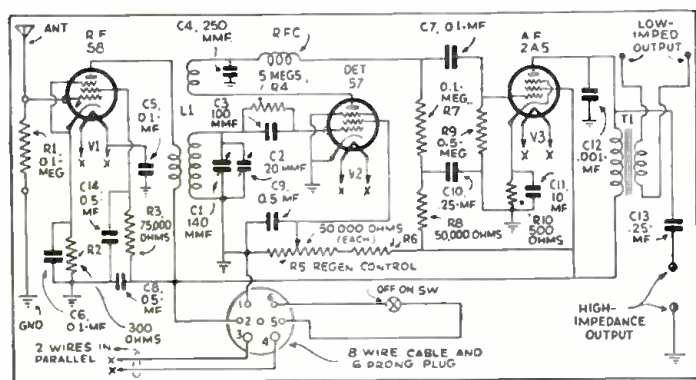 ANT
R.F.
58
C4, 250
MMF.
RFC
C7, 0.1-MF
A.F.
2A5
LOW-
IMPED.
OUTPUT
5 MEGS.
R4
DET
57
C5,
0.1-
MF
L1
C3
100
MMF
0.1-
MEG
R7
R9
0.5-
MEG
T1
R1
0.1-
MEG
V1
X
X
V2
X
X
V3
X
X
C12
.001-
MF
C2
20 MMF
C9,
0.5 MF
C14
0.5-
MF
R3
75,000
OHMS
C1
140
MMF
C10,
.25-MF
C11,
10
MF
R10
500
OHMS
C13
.25-
MF
50,000 OHMS
(EACH)
R6
R8
50,000
OHMS
R2
R5 REGEN CONTROL
C8
0.5-
MF
GND
C6,
0.1-MF
300
OHMS
1
2
3
4
5
6
OFF ON SW
HIGH-
IMPEDANCE
OUTPUT
2 WIRES IN
PARALLEL
X
X
8 WIRE CABLE AND
6 PRONG PLUG